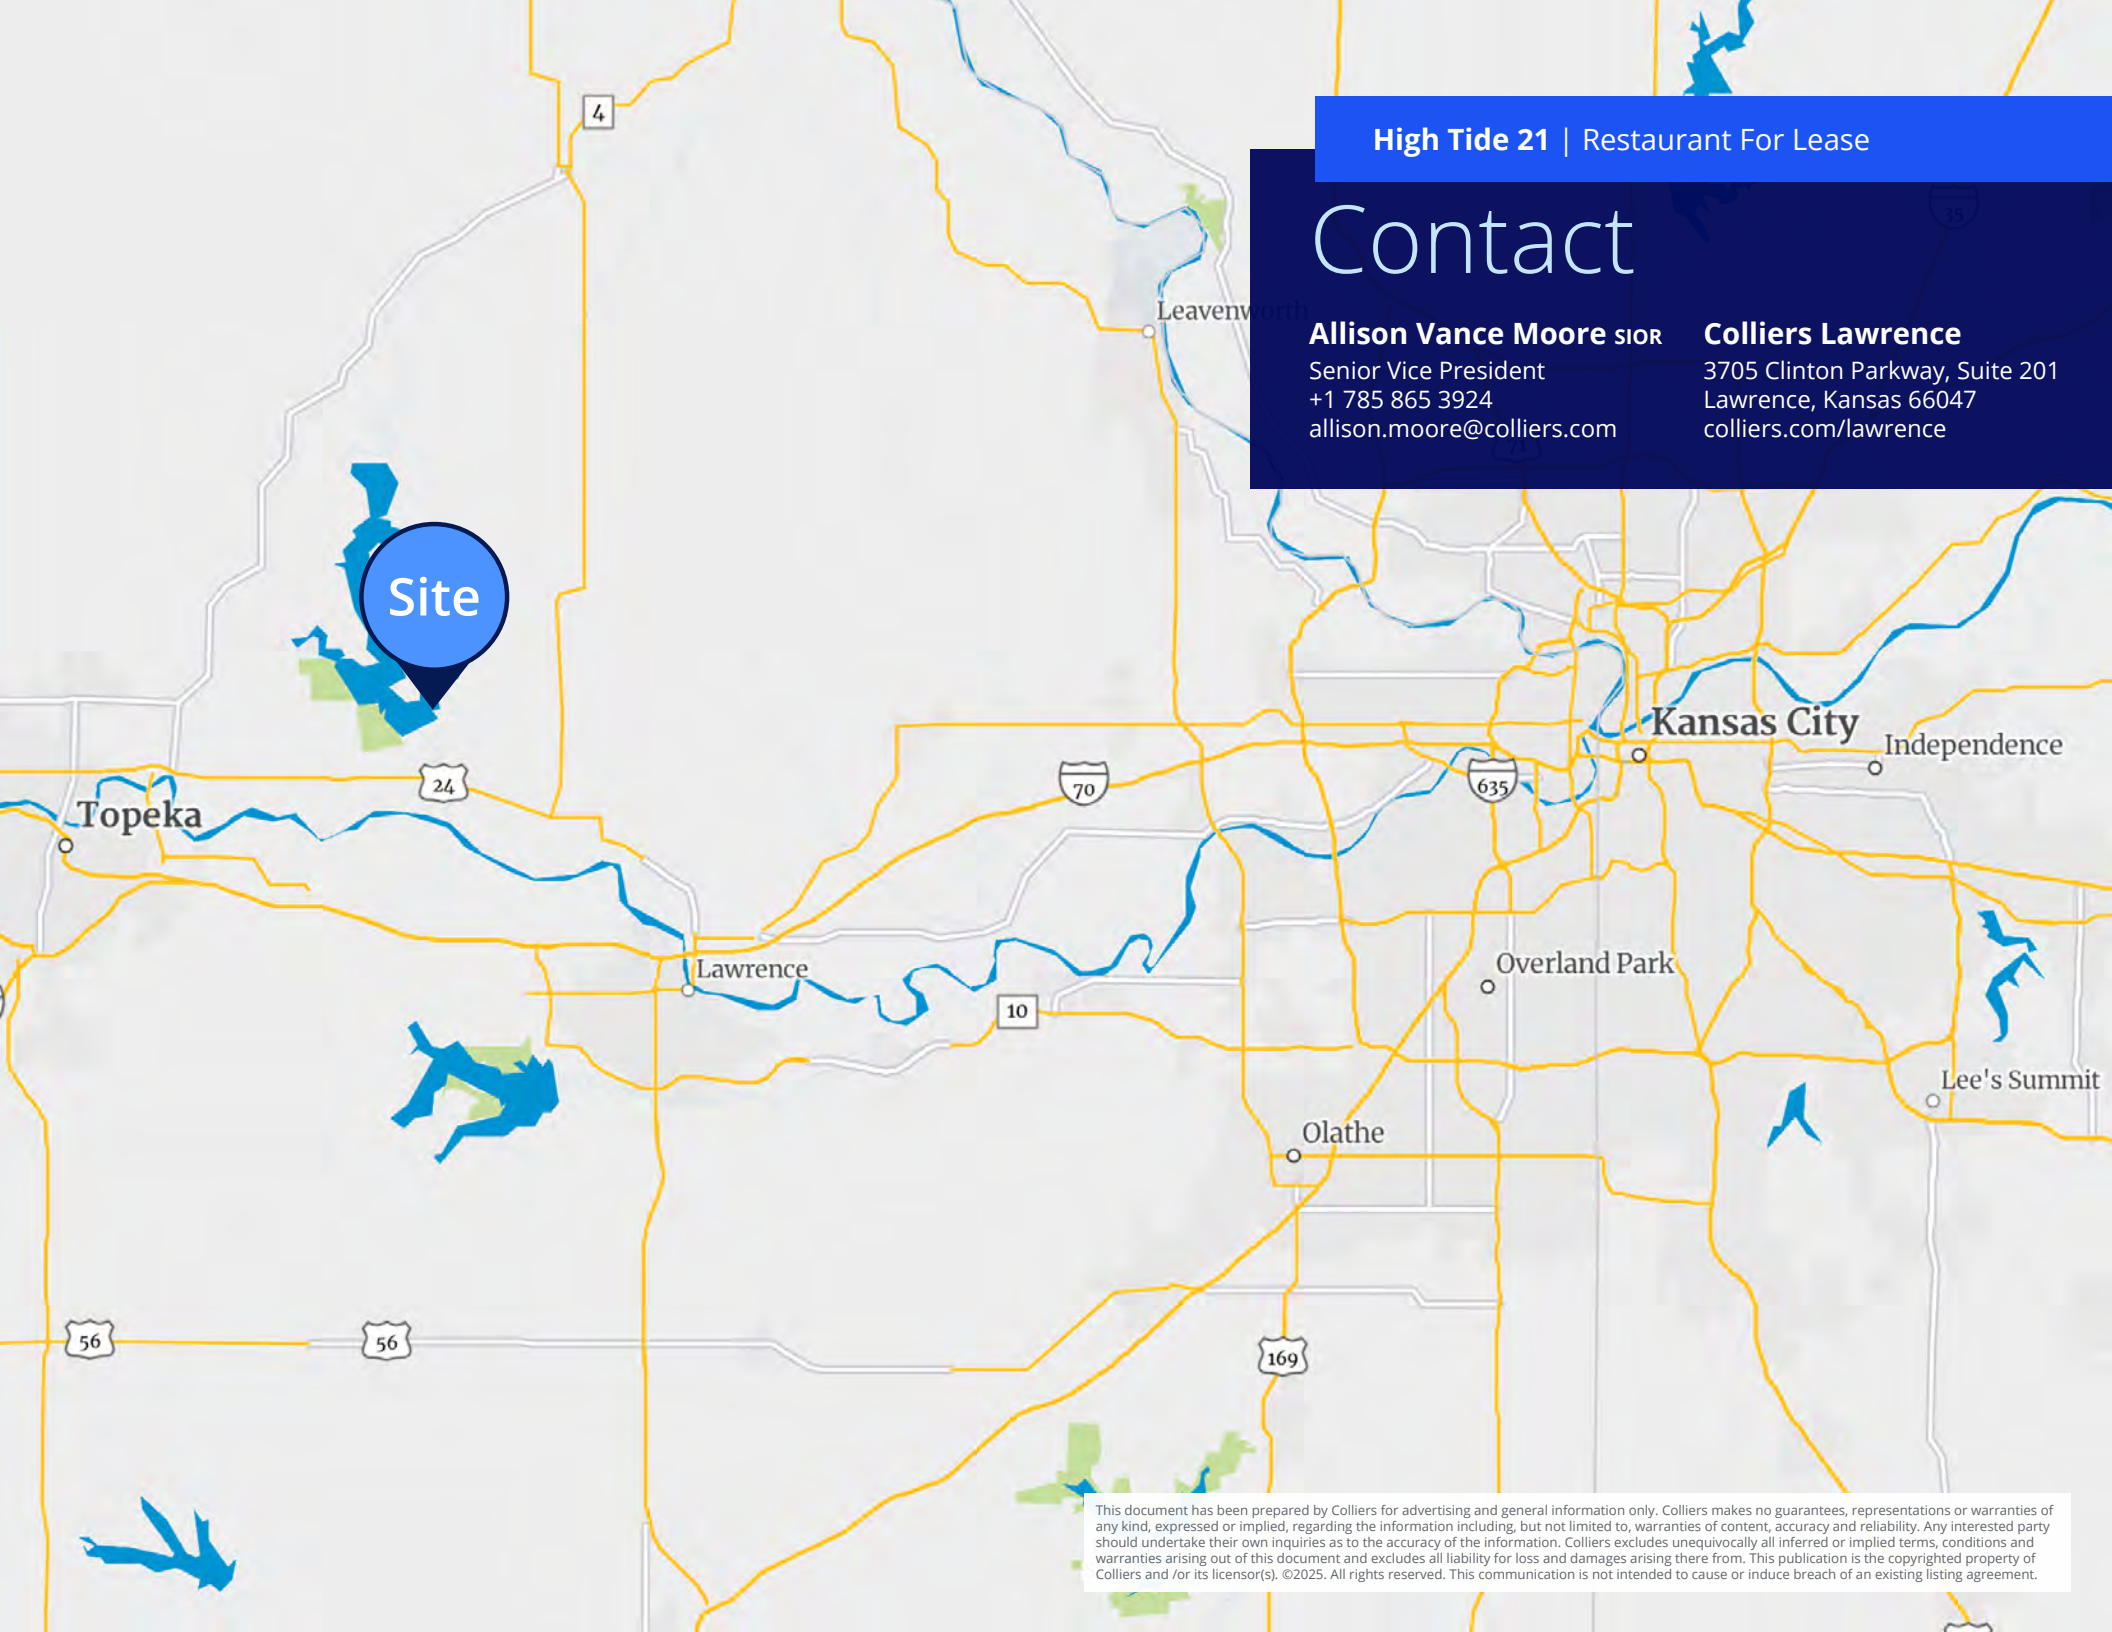 High Tide 21 | Restaurant For Lease
Contact
Allison Vance Moore SIOR
Senior Vice President
+1 785 865 3924
allison.moore@colliers.com
Colliers Lawrence
3705 Clinton Parkway, Suite 201
Lawrence, Kansas 66047
colliers.com/lawrence
4
35
Leavenworth
71
Site
Kansas City
Independence
24
70
635
Topeka
Lawrence
Overland Park
10
Lee's Summit
Olathe
56
56
169
This document has been prepared by Colliers for advertising and general information only. Colliers makes no guarantees, representations or warranties of
any kind, expressed or implied, regarding the information including, but not limited to, warranties of content, accuracy and reliability. Any interested party
should undertake their own inquiries as to the accuracy of the information. Colliers excludes unequivocally all inferred or implied terms, conditions and
warranties arising out of this document and excludes all liability for loss and damages arising there from. This publication is the copyrighted property of
Colliers and /or its licensor(s). ©2025. All rights reserved. This communication is not intended to cause or induce breach of an existing listing agreement.